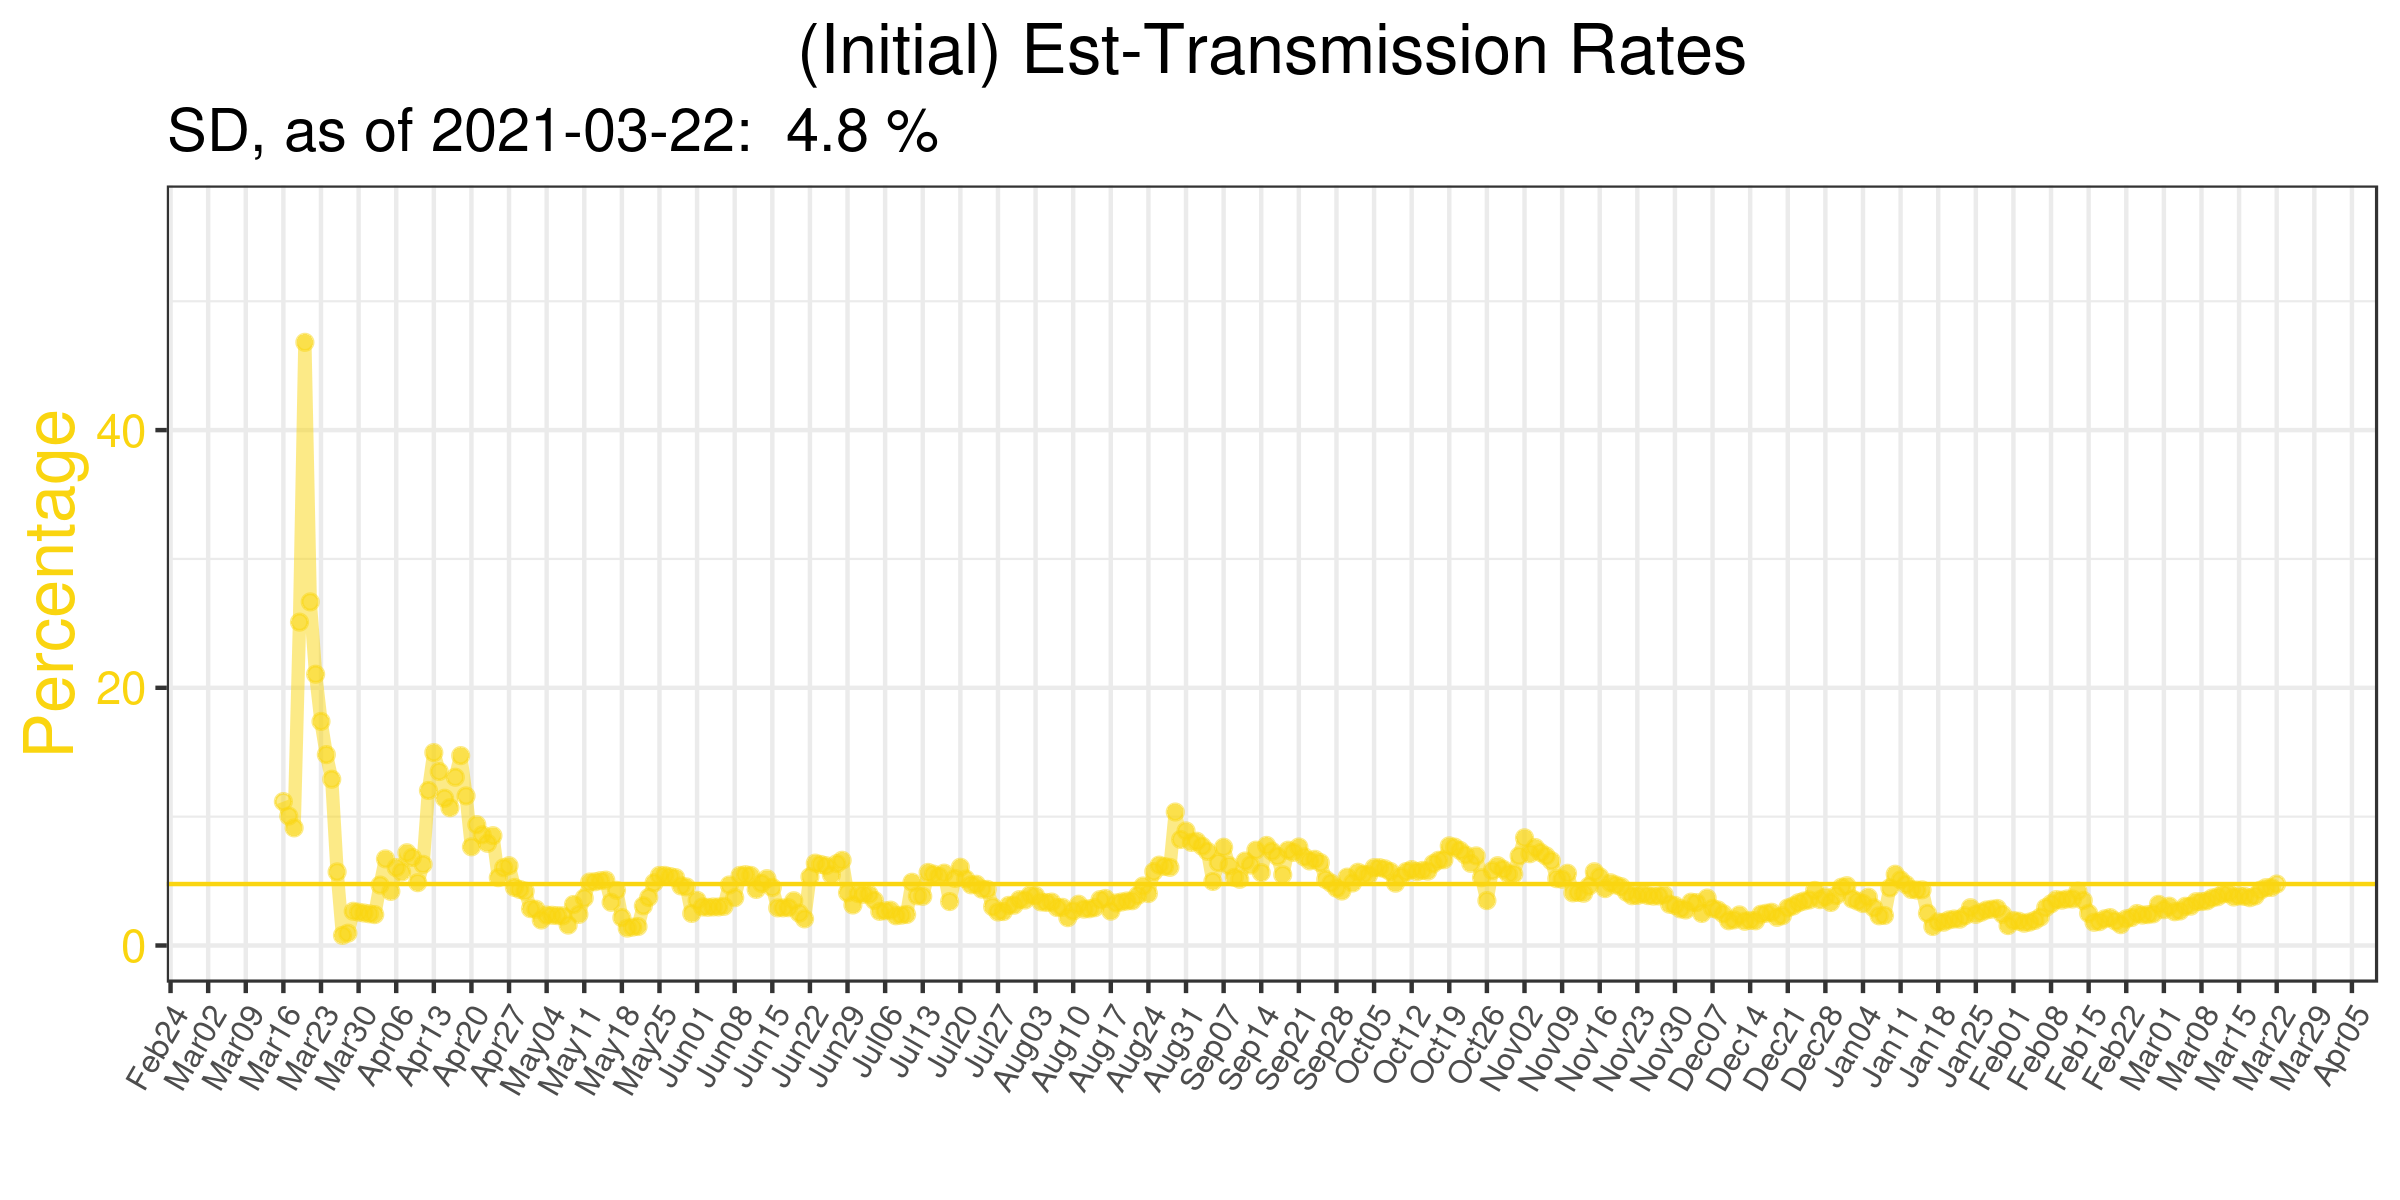 (Initial) Est-Transmission Rates
SD, as of 2021-03-22:  4.8 %
Percentage
40
20
0
Feb24
Mar02
Mar09
Mar16
Mar23
Mar30
Apr06
Apr13
Apr20
Apr27
May04
May11
May18
May25
Jun01
Jun08
Jun15
Jun22
Jun29
Jul06
Jul13
Jul20
Jul27
Aug03
Aug10
Aug17
Aug24
Aug31
Sep07
Sep14
Sep21
Sep28
Oct05
Oct12
Oct19
Oct26
Nov02
Nov09
Nov16
Nov23
Nov30
Dec07
Dec14
Dec21
Dec28
Jan04
Jan11
Jan18
Jan25
Feb01
Feb08
Feb15
Feb22
Mar01
Mar08
Mar15
Mar22
Mar29
Apr05